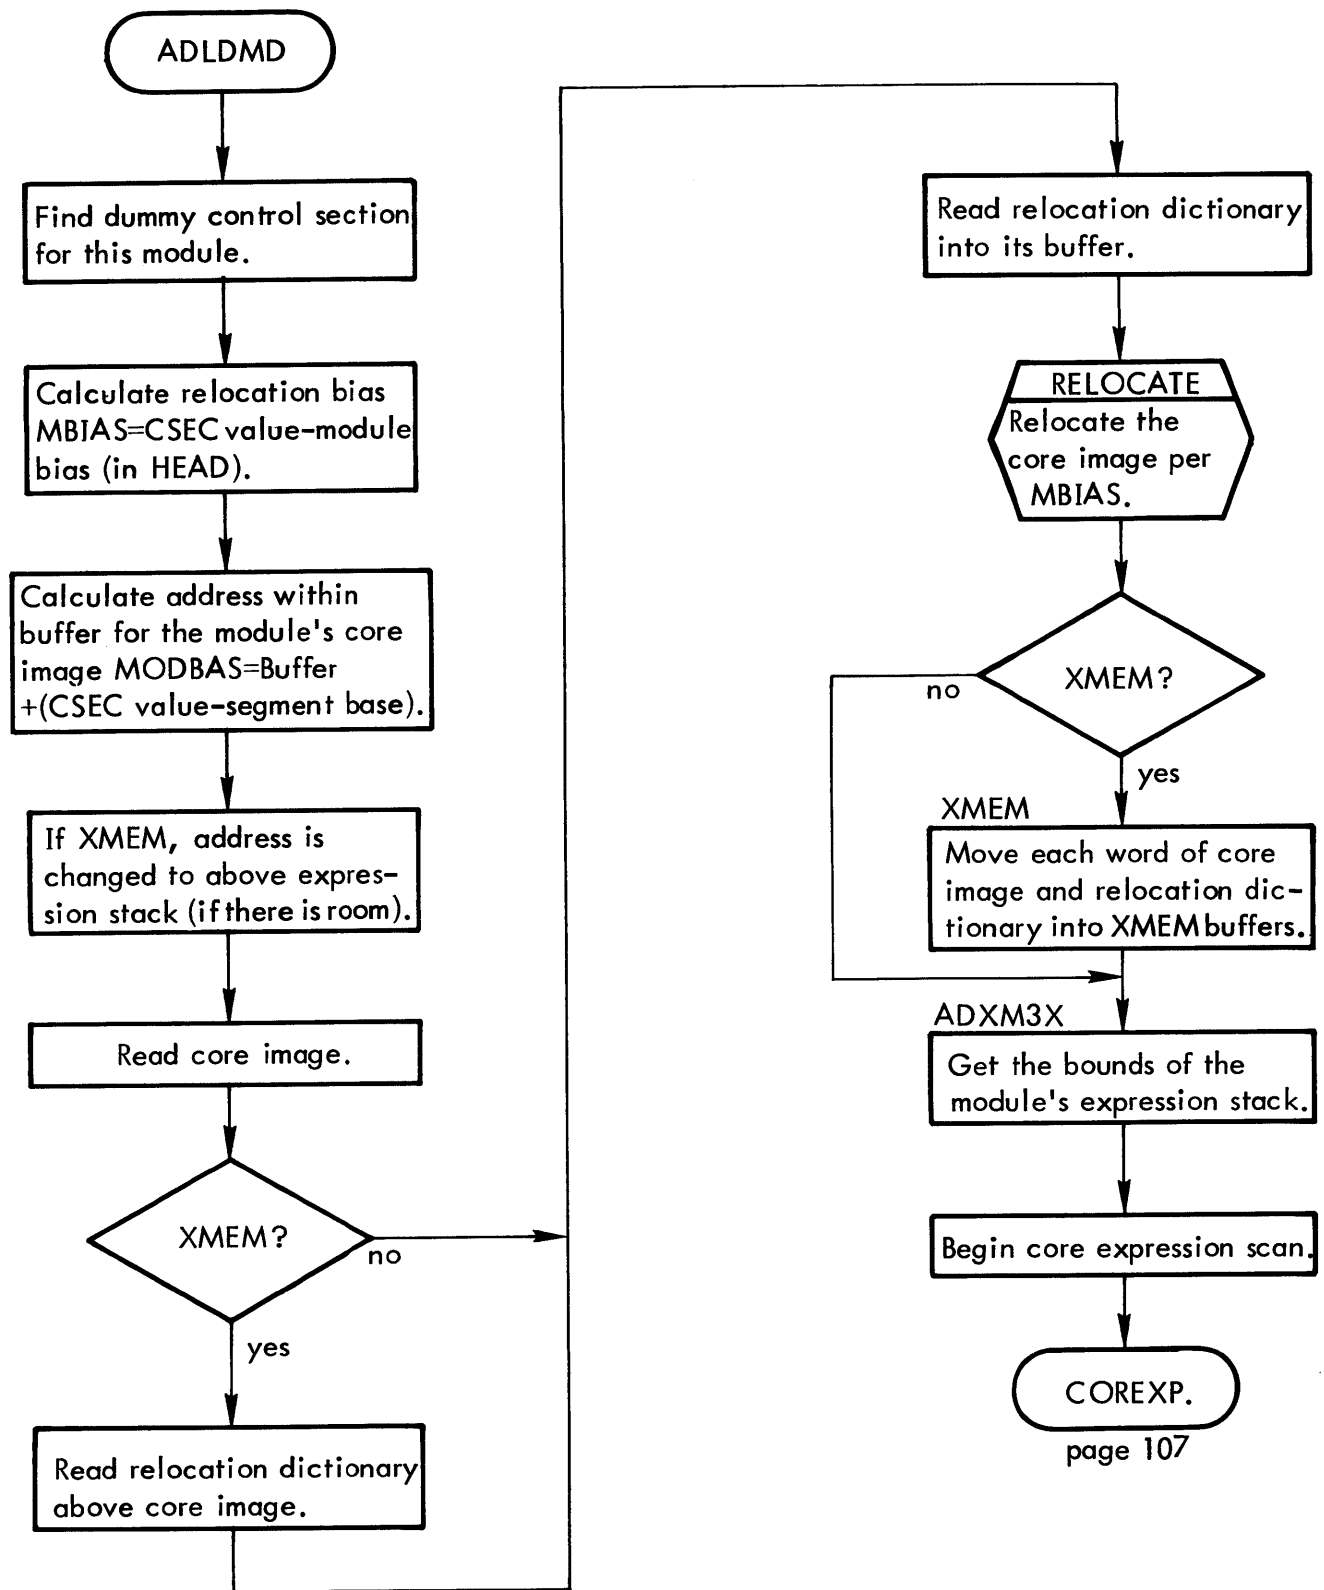 ADLDMD
Find dummy control section
for this module.
Calculate relocation bias
MBIAS=CSEC value-module
bias (in HEAD).
Calculate address within
buffer for the module's core
image MODBAS=Buffer
+(CSEC value-segment base).
If XMEM, address is
changed to above expres-
sion stack (if there is room).
Read core image.
XMEM?
no
yes
Read relocation dictionary
above core image.
Read relocation dictionary
into its buffer.
RELOCATE
Relocate the
core image per
MBIAS.
XMEM?
no
yes
XMEM
Move each word of core
image and relocation dic-
tionary into XMEM buffers.
ADXM3X
Get the bounds of the
module's expression stack.
Begin core expression scan.
COREXP.
page 107